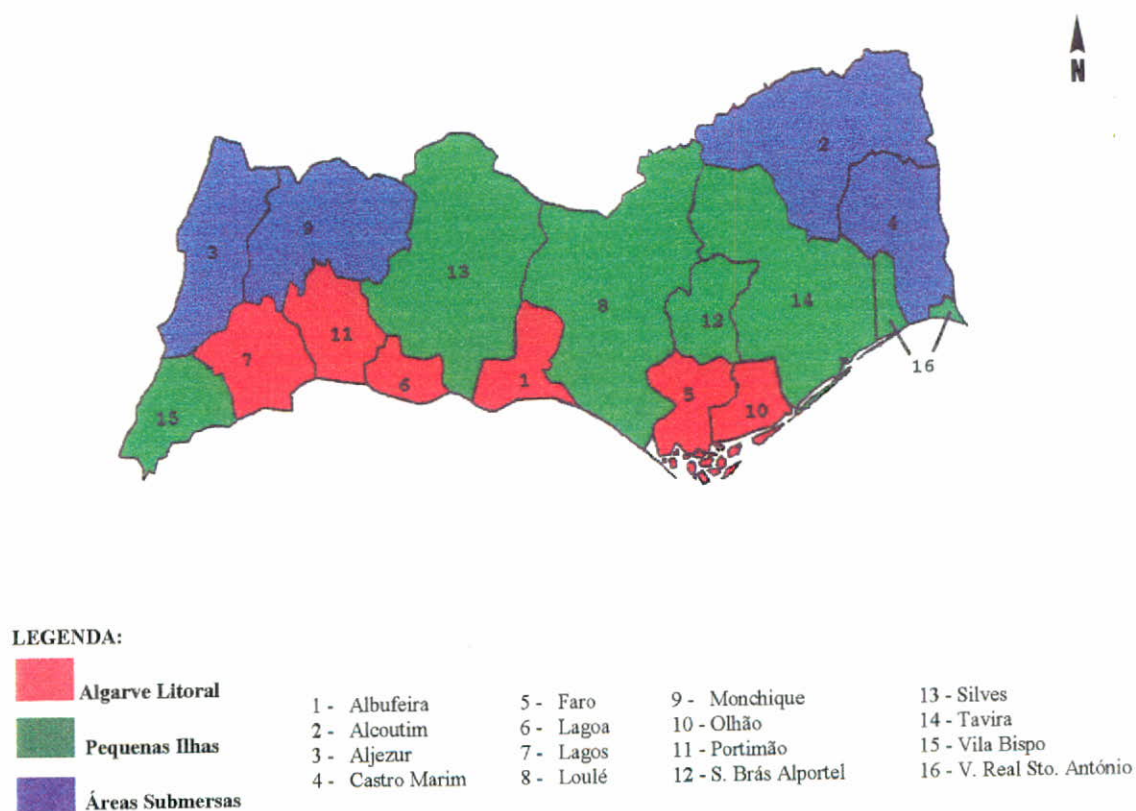 N
2
3
9
4
13
8
14
12
11
7
16
6
1
5
10
15
LEGENDA:
Algarve Litoral
Pequenas Ilhas
Áreas Submersas
1 - Albufeira
2 - Alcoutim
3 - Aljezur
4 - Castro Marim
5 - Faro
6 - Lagoa
7 - Lagos
8 - Loulé
9 - Monchique
10 - Olhão
11 - Portimão
12 - S. Brás Alportel
13 - Silves
14 - Tavira
15 - Vila Bispo
16 - V. Real Sto. António